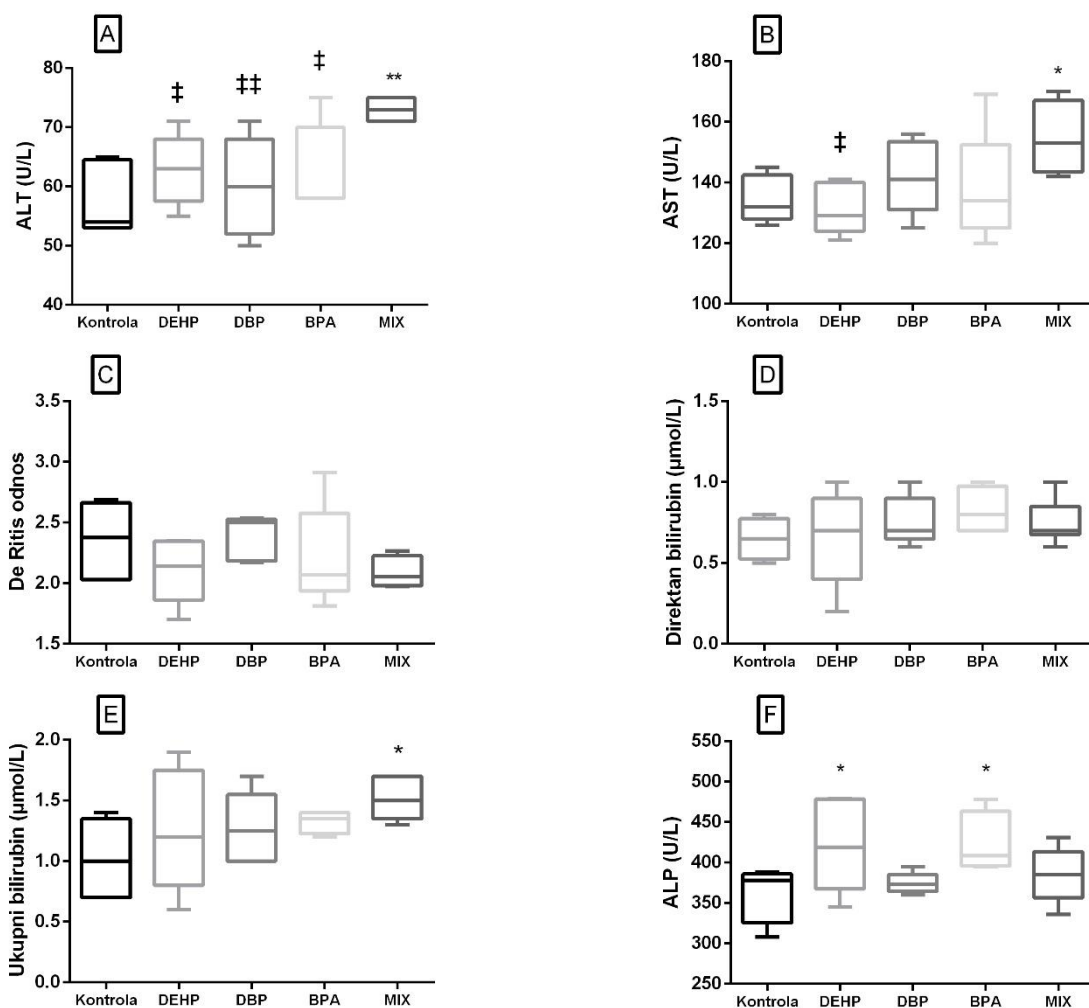 A
ALT (U/L)
80
70
60
50
40
‡
‡‡
‡
**
Kontrola DEHP DBP BPA MIX
B
AST (U/L)
180
160
140
120
100
‡
*
Kontrola DEHP DBP BPA MIX
C
De Ritis odnos
3.5
3.0
2.5
2.0
1.5
Kontrola DEHP DBP BPA MIX
D
Direktan bilirubin (µmol/L)
1.5
1.0
0.5
0.0
Kontrola DEHP DBP BPA MIX
E
Ukupni bilirubin (µmol/L)
2.0
1.5
1.0
0.5
0.0
*
Kontrola DEHP DBP BPA MIX
F
ALP (U/L)
550
500
450
400
350
300
250
*
*
Kontrola DEHP DBP BPA MIX